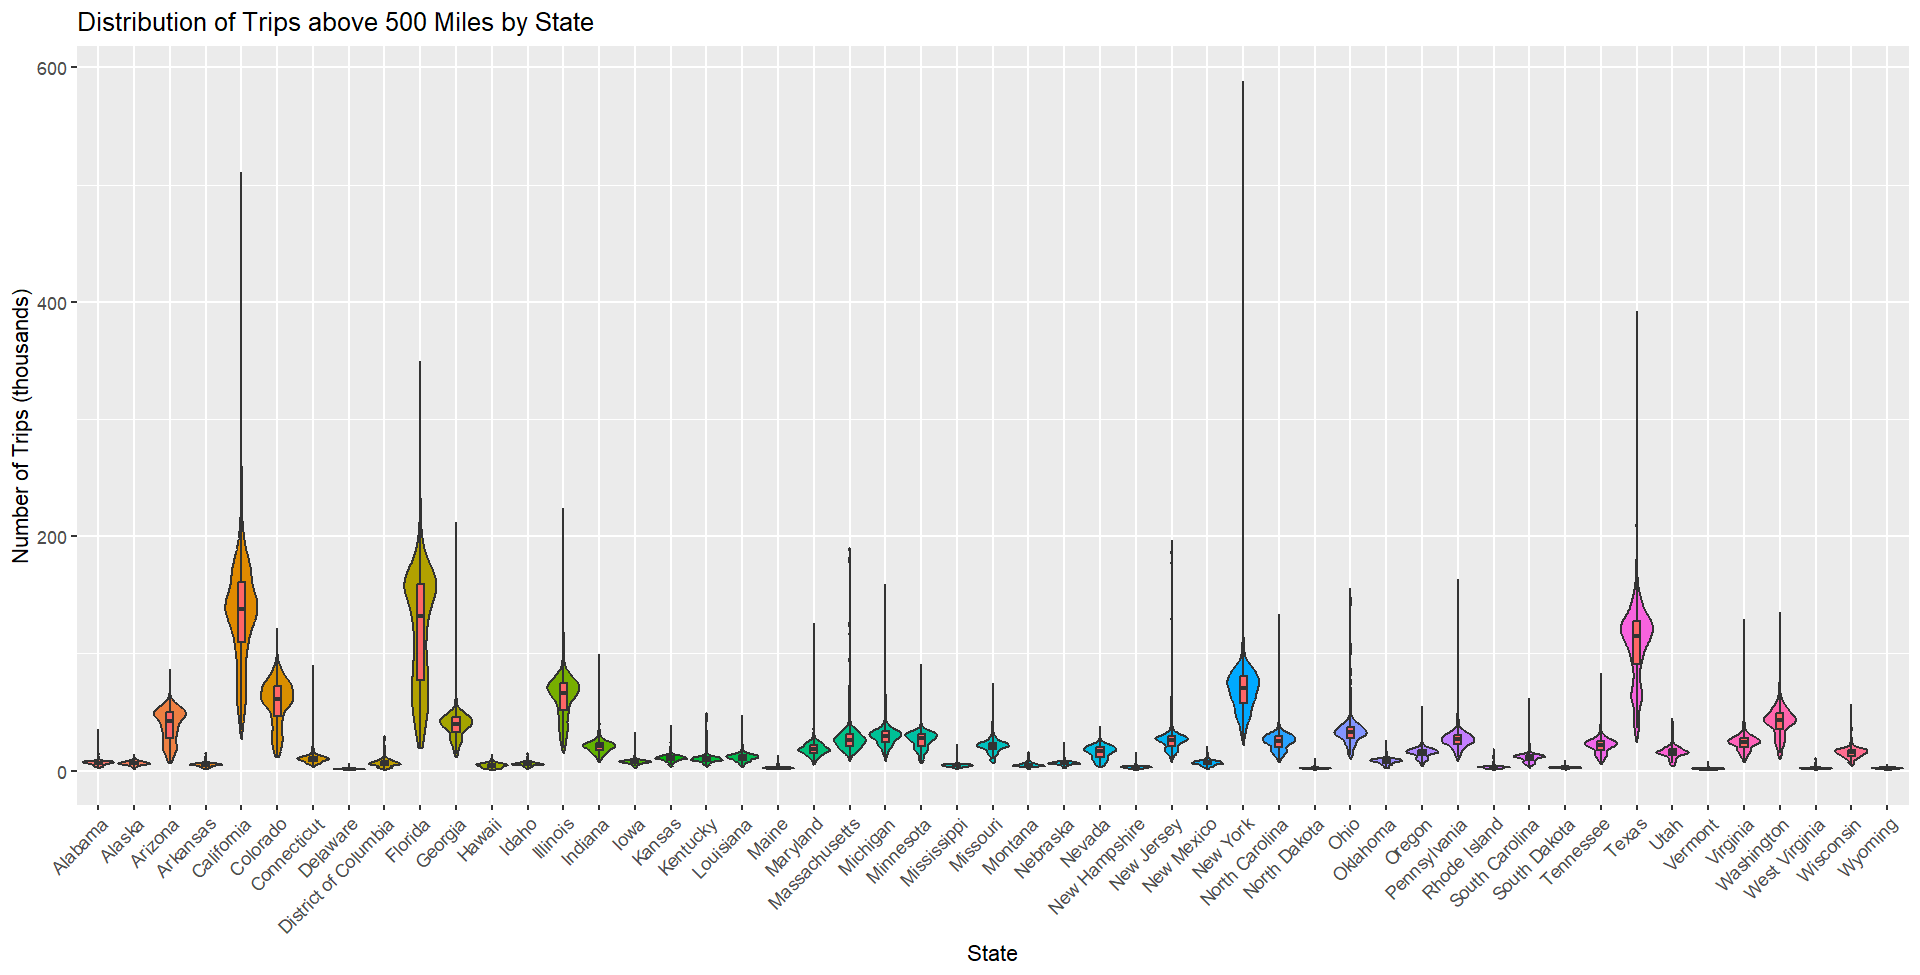 Distribution of Trips above 500 Miles by State
Number of Trips (thousands)
600
400
200
0
Alabama
Alaska
Arizona
Arkansas
California
Colorado
Connecticut
Delaware
District of Columbia
Florida
Georgia
Hawaii
Idaho
Illinois
Indiana
Iowa
Kansas
Kentucky
Louisiana
Maine
Maryland
Massachusetts
Michigan
Minnesota
Mississippi
Missouri
Montana
Nebraska
Nevada
New Hampshire
New Jersey
New Mexico
New York
North Carolina
North Dakota
Ohio
Oklahoma
Oregon
Pennsylvania
Rhode Island
South Carolina
South Dakota
Tennessee
Texas
Utah
Vermont
Virginia
Washington
West Virginia
Wisconsin
Wyoming
State